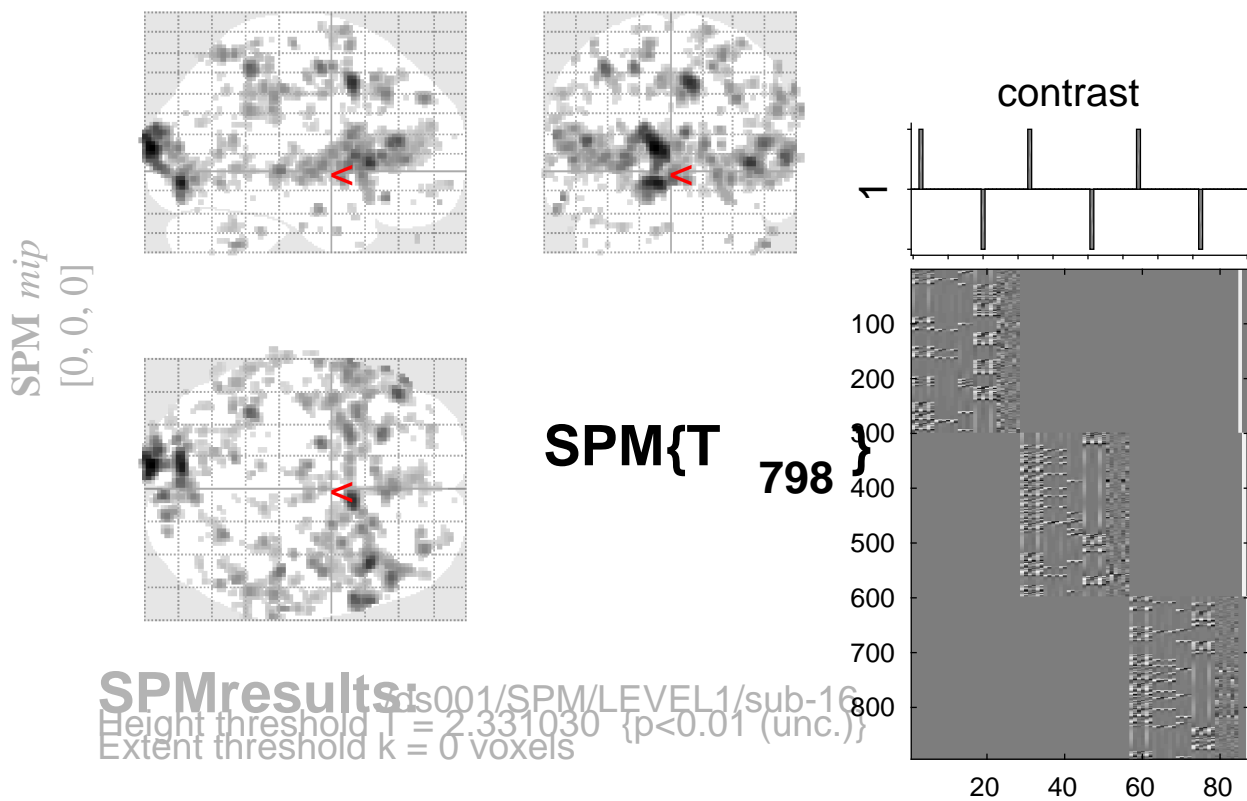 SPM mip
[0, 0, 0]
<
<
<
SPM{T 798 }
contrast
1
100
200
300
400
500
600
700
800
20 40 60 80
SPMresults: /ds001/SPM/LEVEL1/sub-16
Height threshold T = 2.331030 {p<0.01 (unc.)}
Extent threshold k = 0 voxels